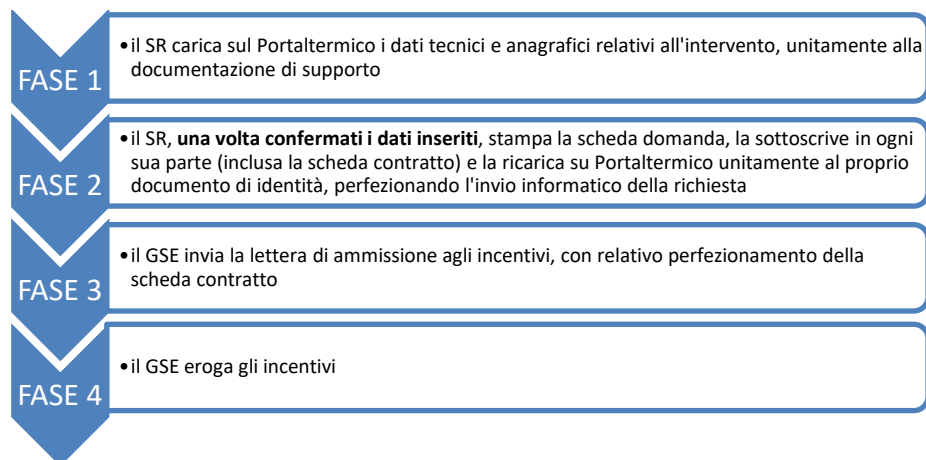 FASE 1
•il SR carica sul Portaltermico i dati tecnici e anagrafici relativi all'intervento, unitamente alla
documentazione di supporto
FASE 2
•il SR, una volta confermati i dati inseriti, stampa la scheda domanda, la sottoscrive in ogni
sua parte (inclusa la scheda contratto) e la ricarica su Portaltermico unitamente al proprio
documento di identità, perfezionando l'invio informatico della richiesta
FASE 3
•il GSE invia la lettera di ammissione agli incentivi, con relativo perfezionamento della
scheda contratto
FASE 4
•il GSE eroga gli incentivi